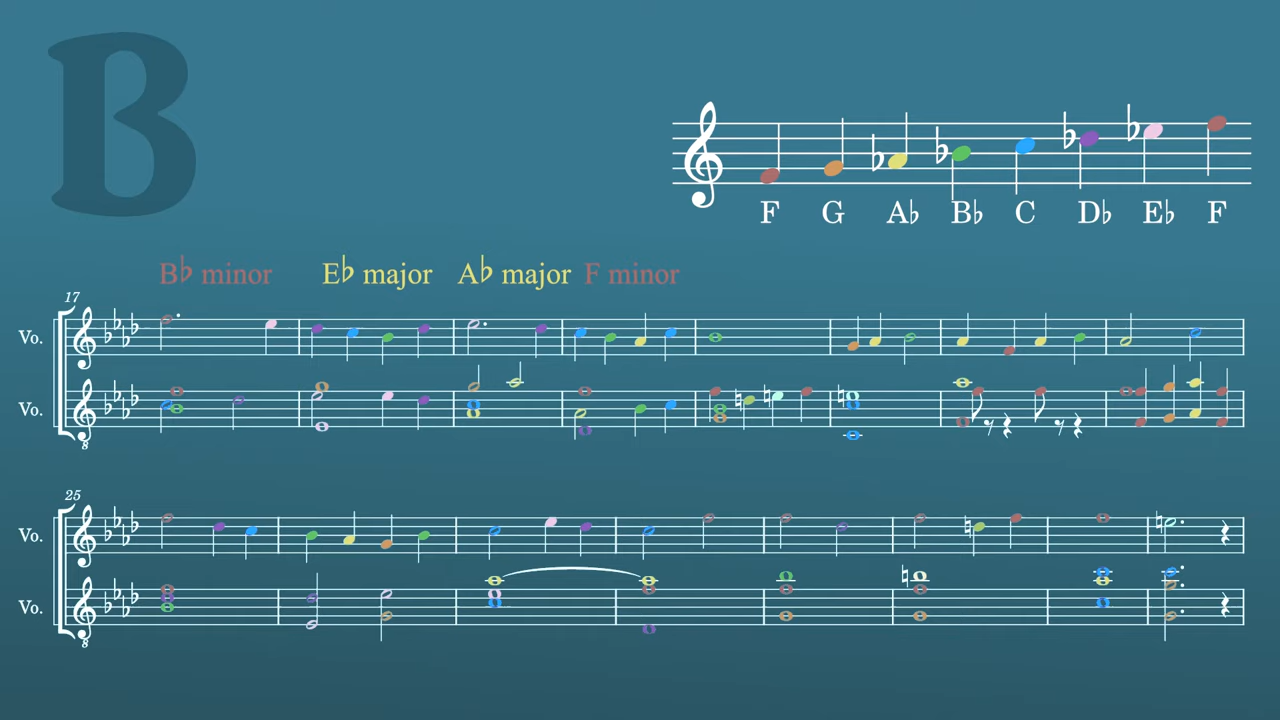 B
F G A♭ B♭ C D♭ E♭ F
B♭ minor E♭ major A♭ major F minor
17
Vo.
Vo.
8
25
Vo.
Vo.
8